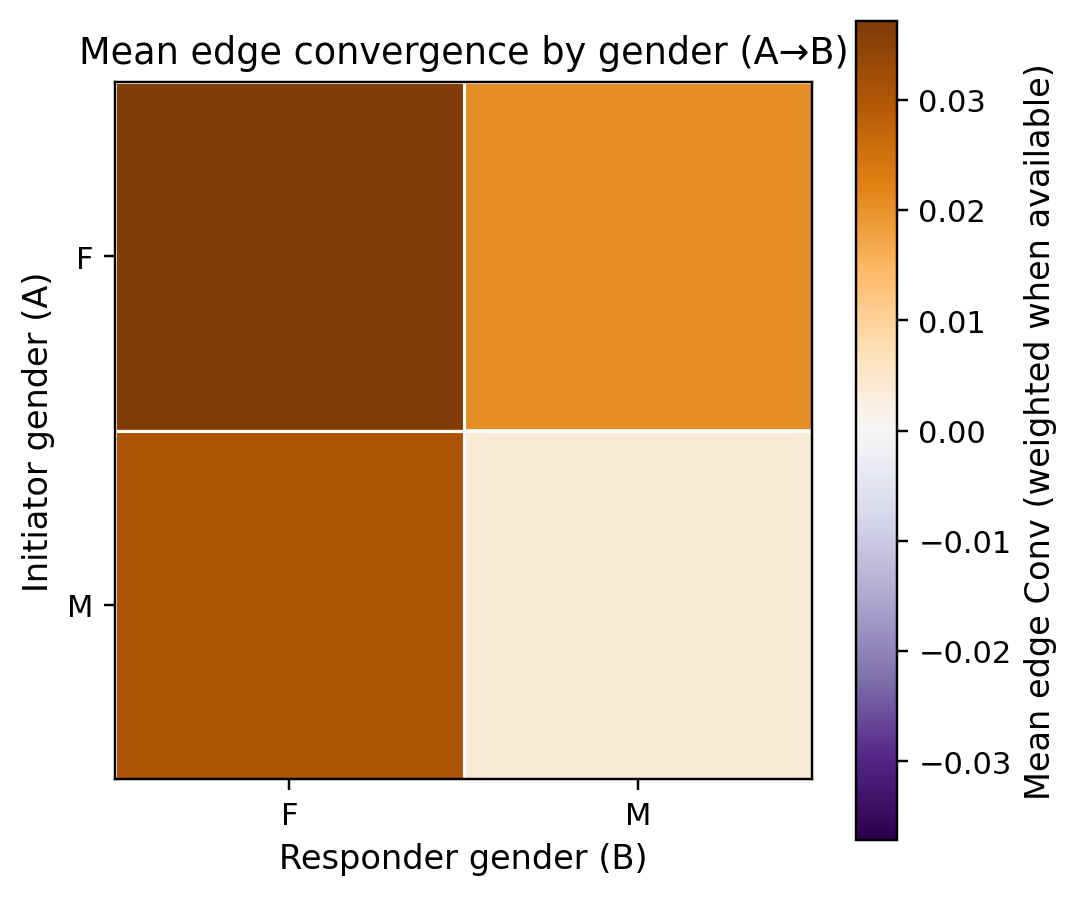 Mean edge convergence by gender (A→B)
Initiator gender (A)
F
M
F
M
Responder gender (B)
0.03
0.02
0.01
0.00
−0.01
−0.02
−0.03
Mean edge Conv (weighted when available)